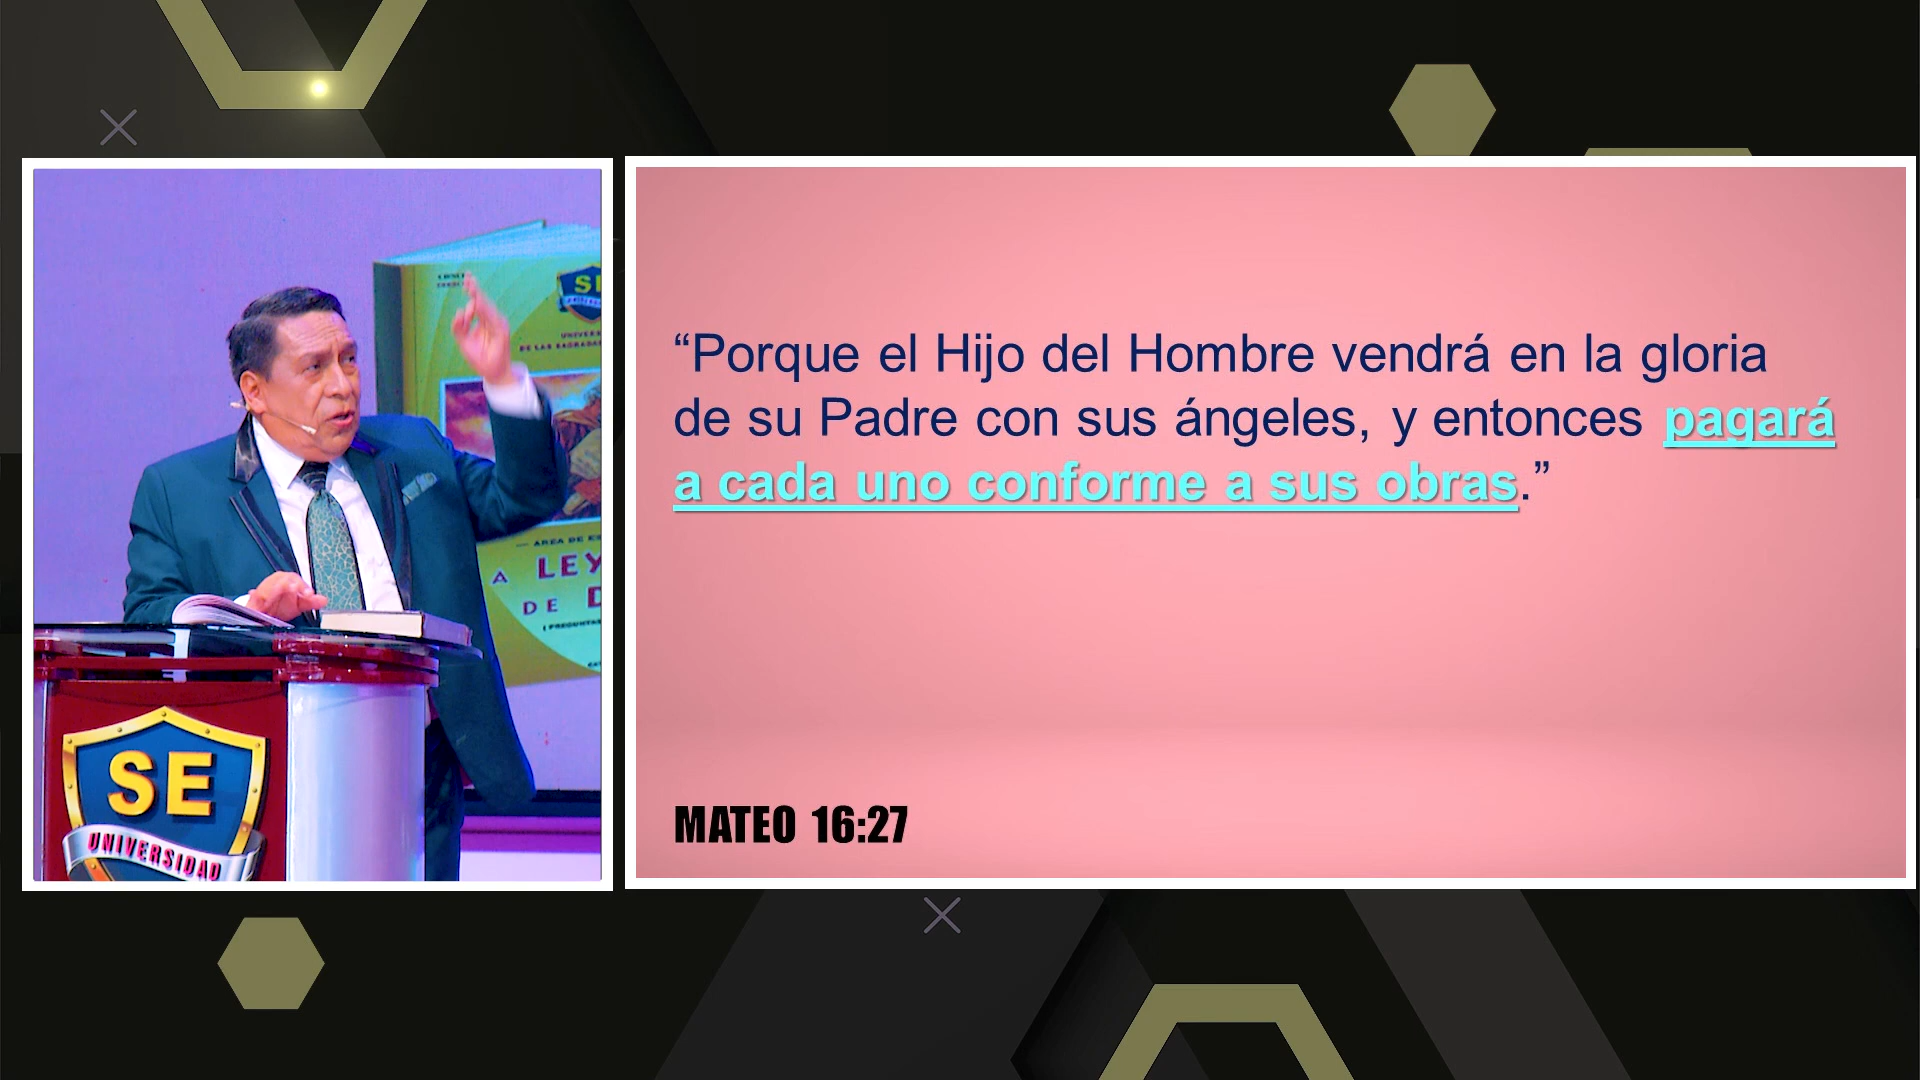 SE
UNIVERSIDAD
A LEY
DE
“Porque el Hijo del Hombre vendrá en la gloria
de su Padre con sus ángeles, y entonces pagará
a cada uno conforme a sus obras.”
MATEO 16:27